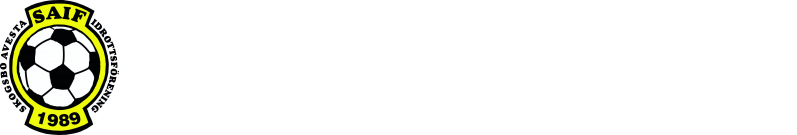 SAIF
SKOGSBO AVESTA
IDROTTSFÖRENING
1989